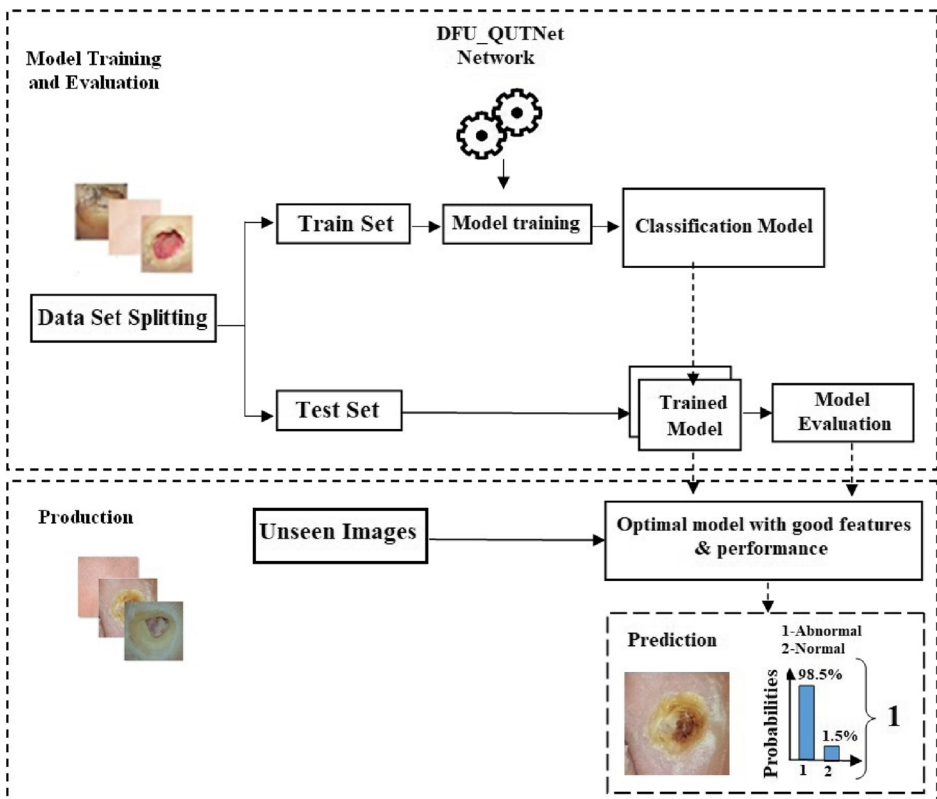 DFU_QUTNet
Network
Model Training
and Evaluation
Train Set
Model training
Classification Model
Data Set Splitting
Test Set
Trained
Model
Model
Evaluation
Production
Unseen Images
Optimal model with good features
& performance
Prediction
1-Abnormal
2-Normal
Probabilities
98.5%
1.5%
1
2
1